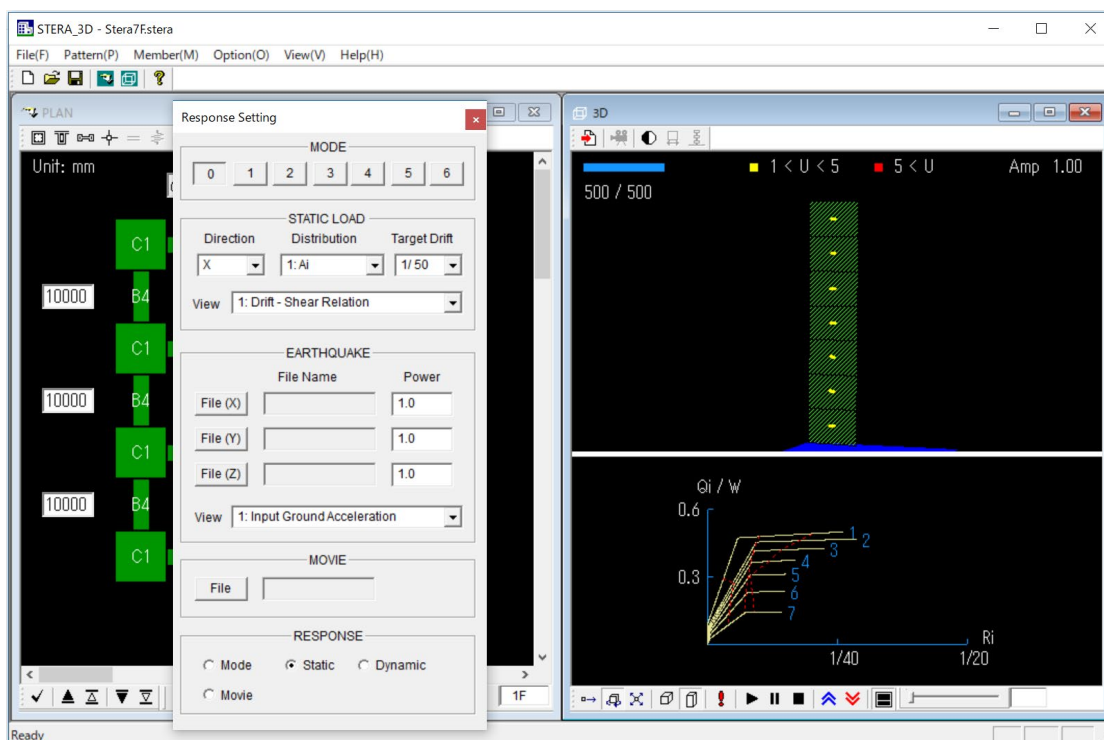 STERA_3D - Stera7F.stera
File(F) Pattern(P) Member(M) Option(O) View(V) Help(H)
PLAN
Unit: mm
C1
10000 B4
C1
10000 B4
C1
10000 B4
C1
1F
Ready
Response Setting
MODE
0 1 2 3 4 5 6
STATIC LOAD
Direction Distribution Target Drift
X 1: Ai 1/ 50
View 1: Drift - Shear Relation
EARTHQUAKE
File Name Power
File (X) 1.0
File (Y) 1.0
File (Z) 1.0
View 1: Input Ground Acceleration
MOVIE
File
RESPONSE
Mode Static Dynamic
Movie
3D
1 < U < 5 5 < U Amp 1.00
500 / 500
Qi / W
0.6
0.3
1
2
3
4
5
6
7
Ri
1/40 1/20